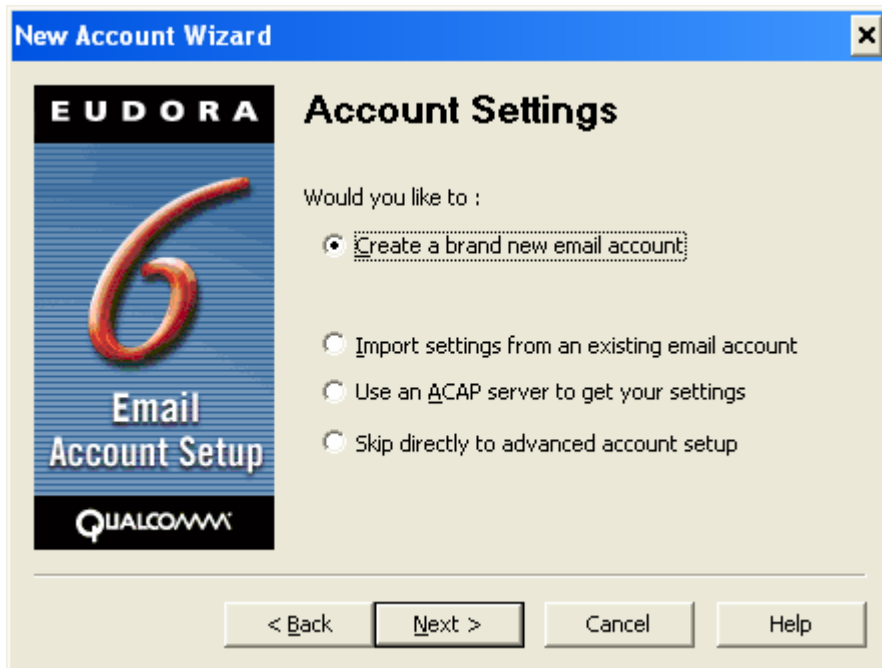 New Account Wizard
EUDORA
6
Email
Account Setup
QUALCOMM
Account Settings
Would you like to :
Create a brand new email account
Import settings from an existing email account
Use an ACAP server to get your settings
Skip directly to advanced account setup
< Back
Next >
Cancel
Help